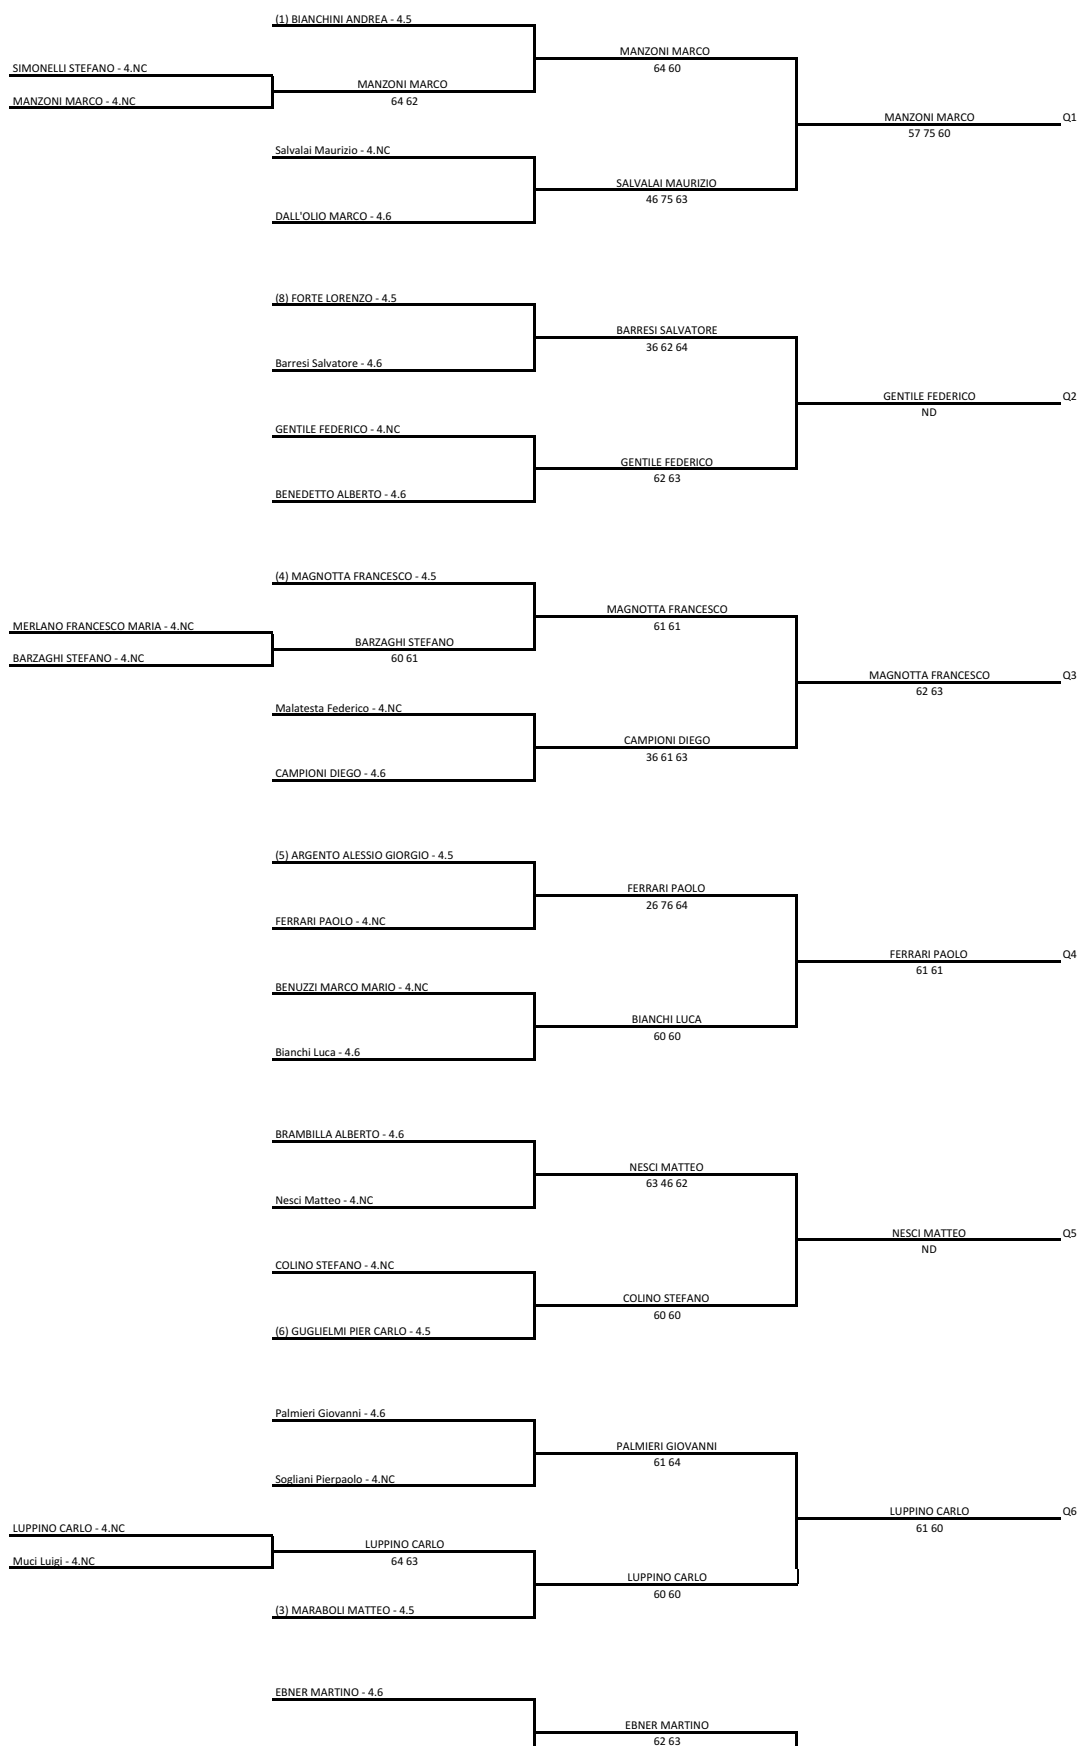 (1) BIANCHINI ANDREA - 4.5
MANZONI MARCO
SIMONELLI STEFANO - 4.NC
64 60
MANZONI MARCO
MANZONI MARCO - 4.NC
64 62
MANZONI MARCO
Q1
57 75 60
Salvalai Maurizio - 4.NC
SALVALAI MAURIZIO
46 75 63
DALL'OLIO MARCO - 4.6
(8) FORTE LORENZO - 4.5
BARRESI SALVATORE
36 62 64
Barresi Salvatore - 4.6
GENTILE FEDERICO
Q2
ND
GENTILE FEDERICO - 4.NC
GENTILE FEDERICO
62 63
BENEDETTO ALBERTO - 4.6
(4) MAGNOTTA FRANCESCO - 4.5
MAGNOTTA FRANCESCO
61 61
MERLANO FRANCESCO MARIA - 4.NC
BARZAGHI STEFANO
BARZAGHI STEFANO - 4.NC
60 61
MAGNOTTA FRANCESCO
Q3
62 63
Malatesta Federico - 4.NC
CAMPIONI DIEGO
36 61 63
CAMPIONI DIEGO - 4.6
(5) ARGENTO ALESSIO GIORGIO - 4.5
FERRARI PAOLO
26 76 64
FERRARI PAOLO - 4.NC
FERRARI PAOLO
Q4
61 61
BENUZZI MARCO MARIO - 4.NC
BIANCHI LUCA
60 60
Bianchi Luca - 4.6
BRAMBILLA ALBERTO - 4.6
NESCI MATTEO
63 46 62
Nesci Matteo - 4.NC
NESCI MATTEO
Q5
ND
COLINO STEFANO - 4.NC
COLINO STEFANO
60 60
(6) GUGLIELMI PIER CARLO - 4.5
Palmieri Giovanni - 4.6
PALMIERI GIOVANNI
61 64
Sogliani Pierpaolo - 4.NC
LUPPINO CARLO
Q6
61 60
LUPPINO CARLO - 4.NC
LUPPINO CARLO
Muci Luigi - 4.NC
64 63
LUPPINO CARLO
60 60
(3) MARABOLI MATTEO - 4.5
EBNER MARTINO - 4.6
EBNER MARTINO
62 63